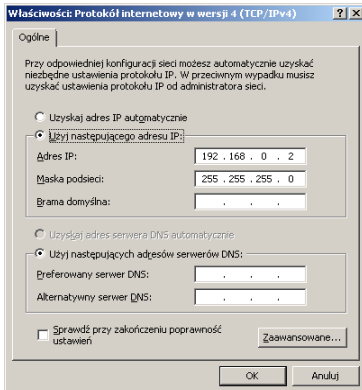 Właściwości: Protokół internetowy w wersji 4 (TCP/IPv4)
Ogólne
Przy odpowiedniej konfiguracji sieci możesz automatycznie uzyskać
niezbędne ustawienia protokołu IP. W przeciwnym wypadku musisz
uzyskać ustawienia protokołu IP od administratora sieci.
Uzyskaj adres IP automatycznie
Użyj następującego adresu IP:
Adres IP: 192 . 168 . 0 . 2
Maska podsieci: 255 . 255 . 255 . 0
Brama domyślna: . . .
Uzyskaj adres serwera DNS automatycznie
Użyj następujących adresów serwerów DNS:
Preferowany serwer DNS: . . .
Alternatywny serwer DNS: . . .
Sprawdź przy zakończeniu poprawność
ustawień
Zaawansowane...
OK Anuluj